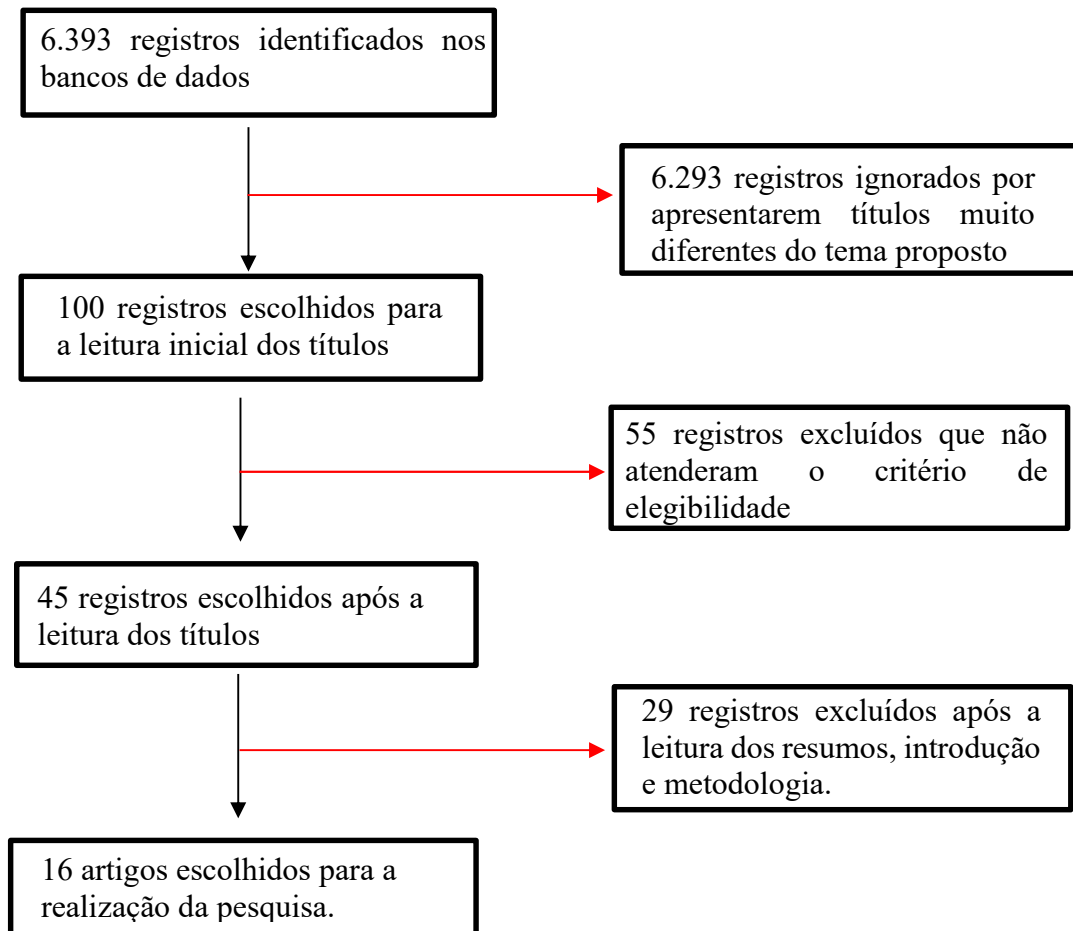 6.393 registros identificados nos
bancos de dados
6.293 registros ignorados por
apresentarem títulos muito
diferentes do tema proposto
100 registros escolhidos para
a leitura inicial dos títulos
55 registros excluídos que não
atenderam o critério de
elegibilidade
45 registros escolhidos após a
leitura dos títulos
29 registros excluídos após a
leitura dos resumos, introdução
e metodologia.
16 artigos escolhidos para a
realização da pesquisa.